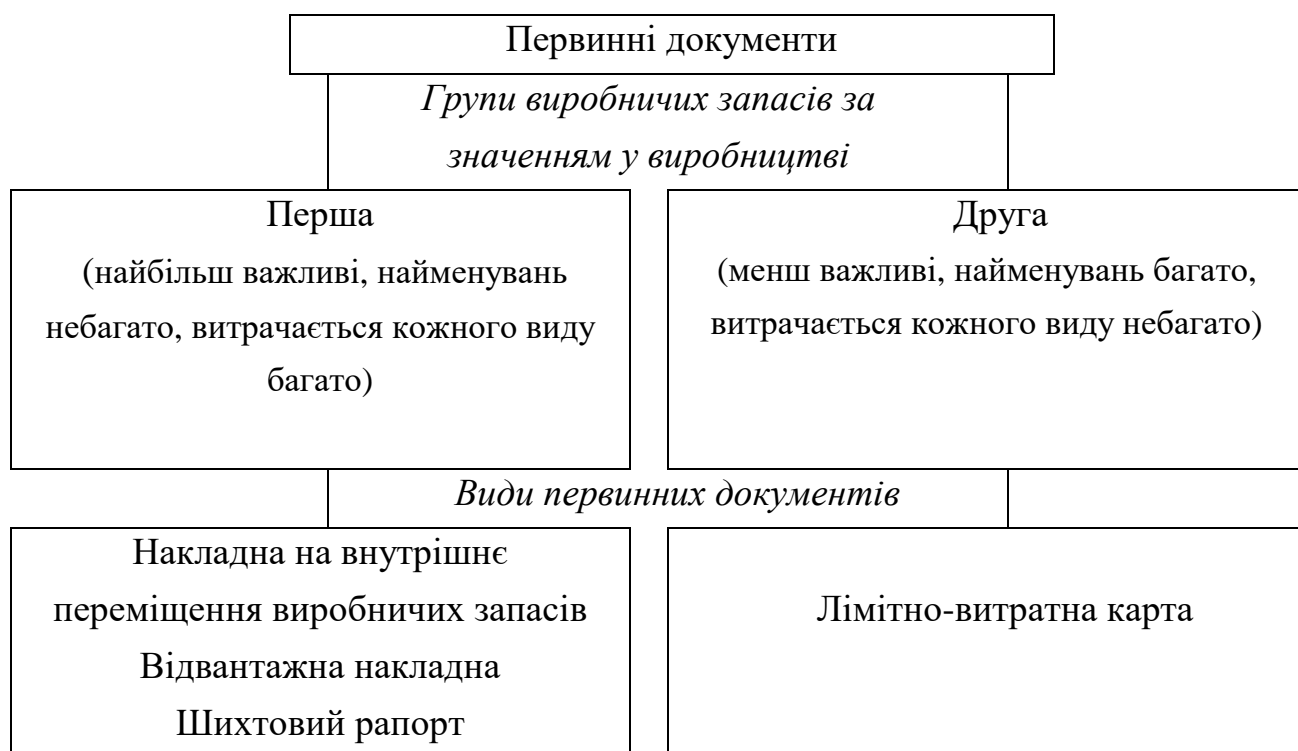 Первинні документи
Групи виробничих запасів за
значенням у виробництві
Перша
(найбільш важливі, найменувань
небагато, витрачається кожного виду
багато)
Друга
(менш важливі, найменувань багато,
витрачається кожного виду небагато)
Види первинних документів
Накладна на внутрішнє
переміщення виробничих запасів
Відвантажна накладна
Шихтовий рапорт
Лімітно-витратна карта